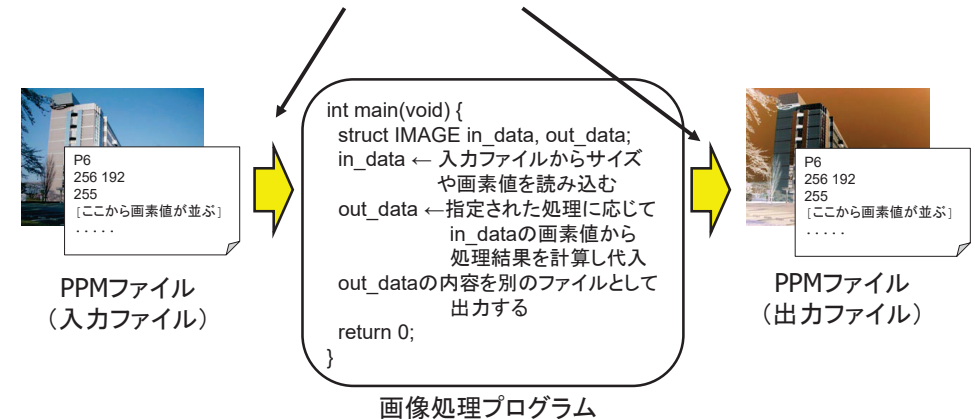 P6
256 192
255
[ここから画素値が並ぶ]
.....
PPMファイル
（入力ファイル）
int main(void) {
struct IMAGE in_data, out_data;
in_data ← 入力ファイルからサイズ
や画素値を読み込む
out_data ←指定された処理に応じて
in_dataの画素値から
処理結果を計算し代入
out_dataの内容を別のファイルとして
出力する
return 0;
}
画像処理プログラム
P6
256 192
255
[ここから画素値が並ぶ]
.....
PPMファイル
（出力ファイル）